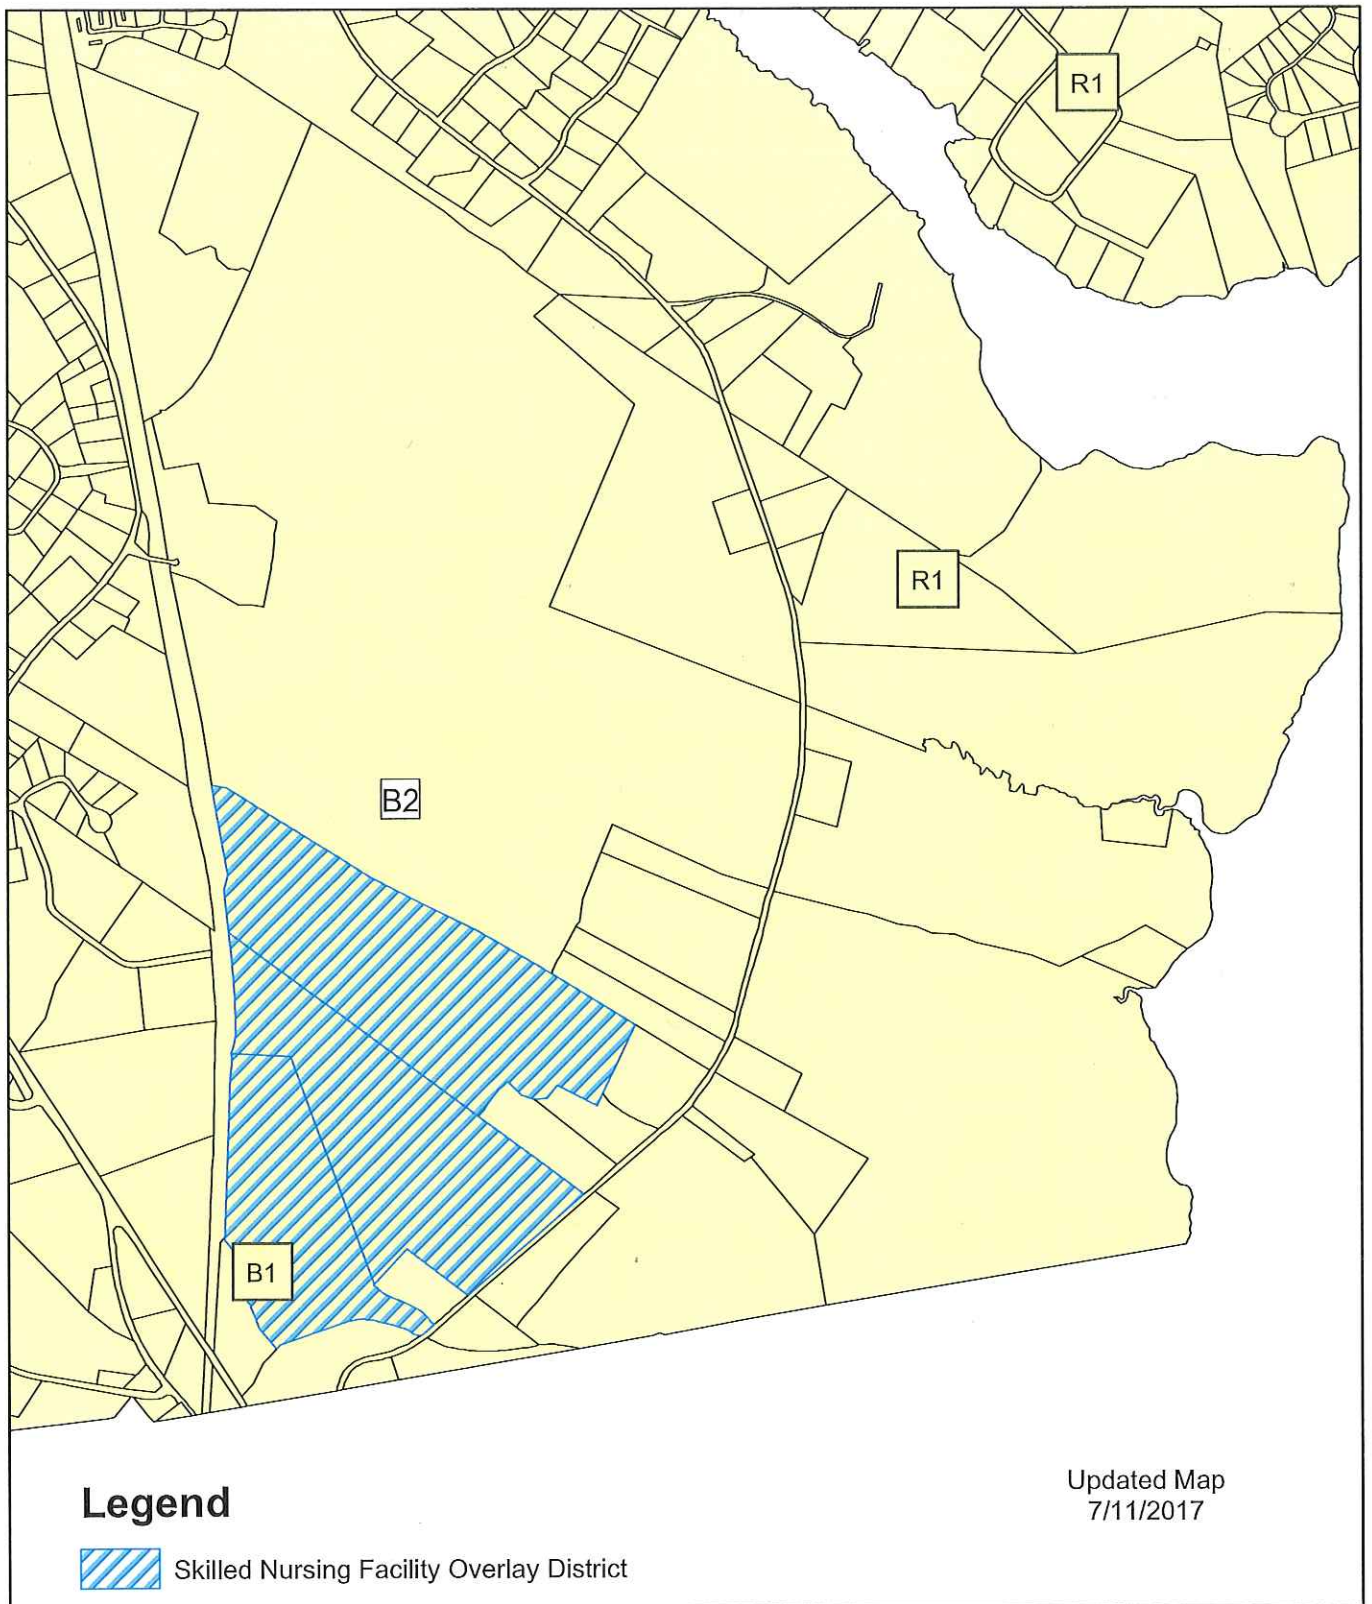 R1
R1
B2
B1
Legend
Updated Map
7/11/2017
Skilled Nursing Facility Overlay District